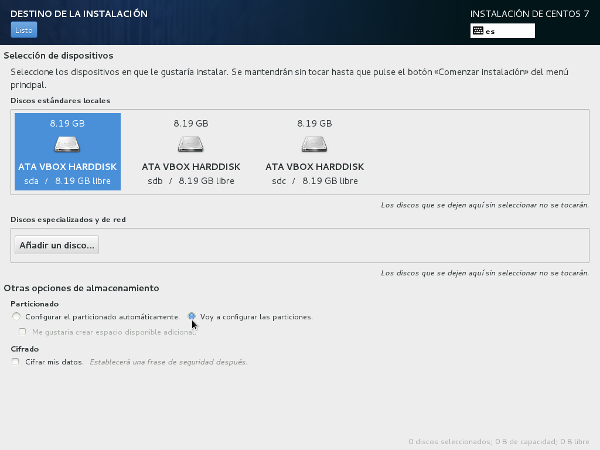 DESTINO DE LA INSTALACIÓN
INSTALACIÓN DE CENTOS 7
Listo
es
Selección de dispositivos
Seleccione los dispositivos en que le gustaría instalar. Se mantendrán sin tocar hasta que pulse el botón «Comenzar instalación» del menú
principal.
Discos estándares locales
8.19 GB
ATA VBOX HARDDISK
sda / 8.19 GB libre
8.19 GB
ATA VBOX HARDDISK
sdb / 8.19 GB libre
8.19 GB
ATA VBOX HARDDISK
sdc / 8.19 GB libre
Los discos que se dejen aquí sin seleccionar no se tocarán.
Discos especializados y de red
Añadir un disco...
Los discos que se dejen aquí sin seleccionar no se tocarán.
Otras opciones de almacenamiento
Particionado
Configurar el particionado automáticamente. Voy a configurar las particiones.
Me gustaría crear espacio disponible adicional.
Cifrado
Cifrar mis datos. Establecerá una frase de seguridad después.
0 discos seleccionados; 0 B de capacidad; 0 B libre